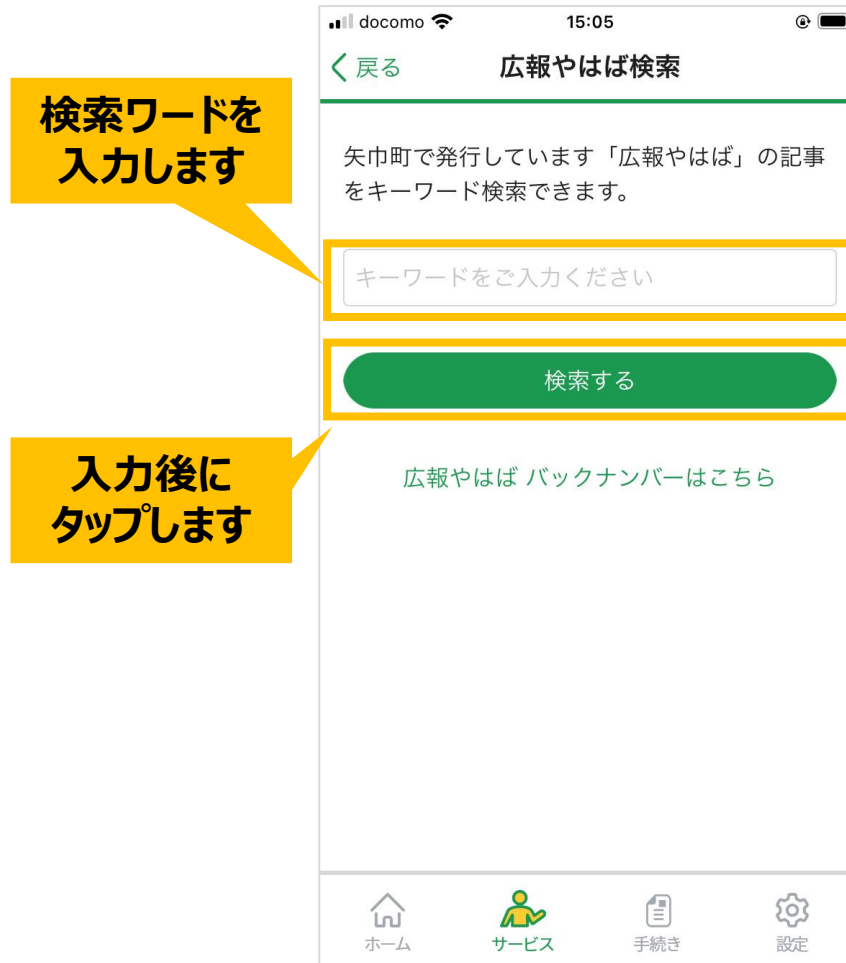 docomo
15:05
戻る
広報やはば検索
検索ワードを
入力します
矢巾町で発行しています「広報やはば」の記事
をキーワード検索できます。
キーワードをご入力ください
検索する
入力後に
タップします
広報やはば バックナンバーはこちら
ホーム
サービス
手続き
設定